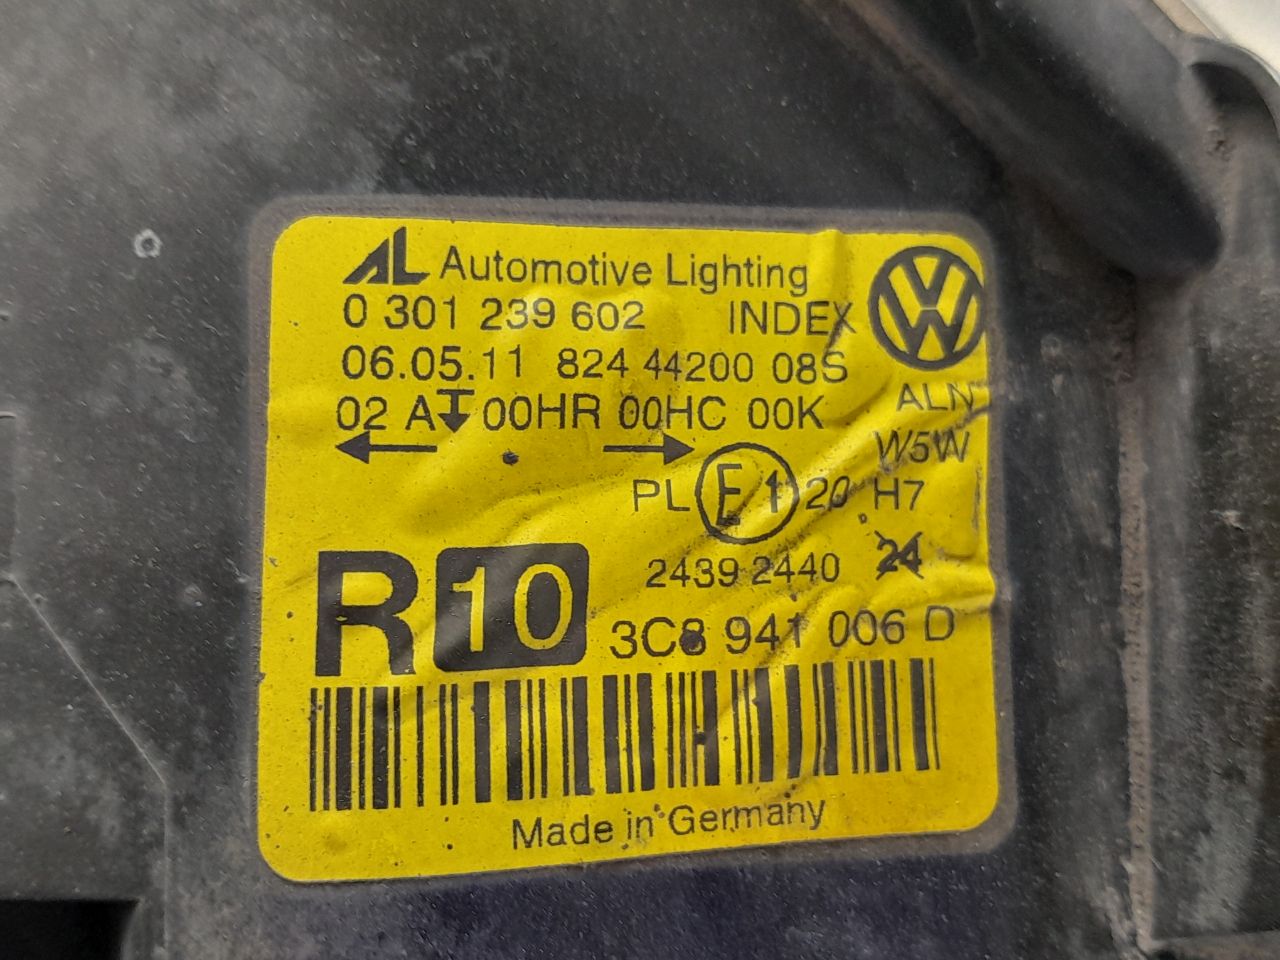 AL Automotive Lighting
0 301 239 602 INDEX
06.05.11 824 44200 08S
02 A 00HR 00HC 00K ALN
W5W
PL E1 20 H7
2439 2440 24
R 10 3C8 941 006 D
Made in Germany